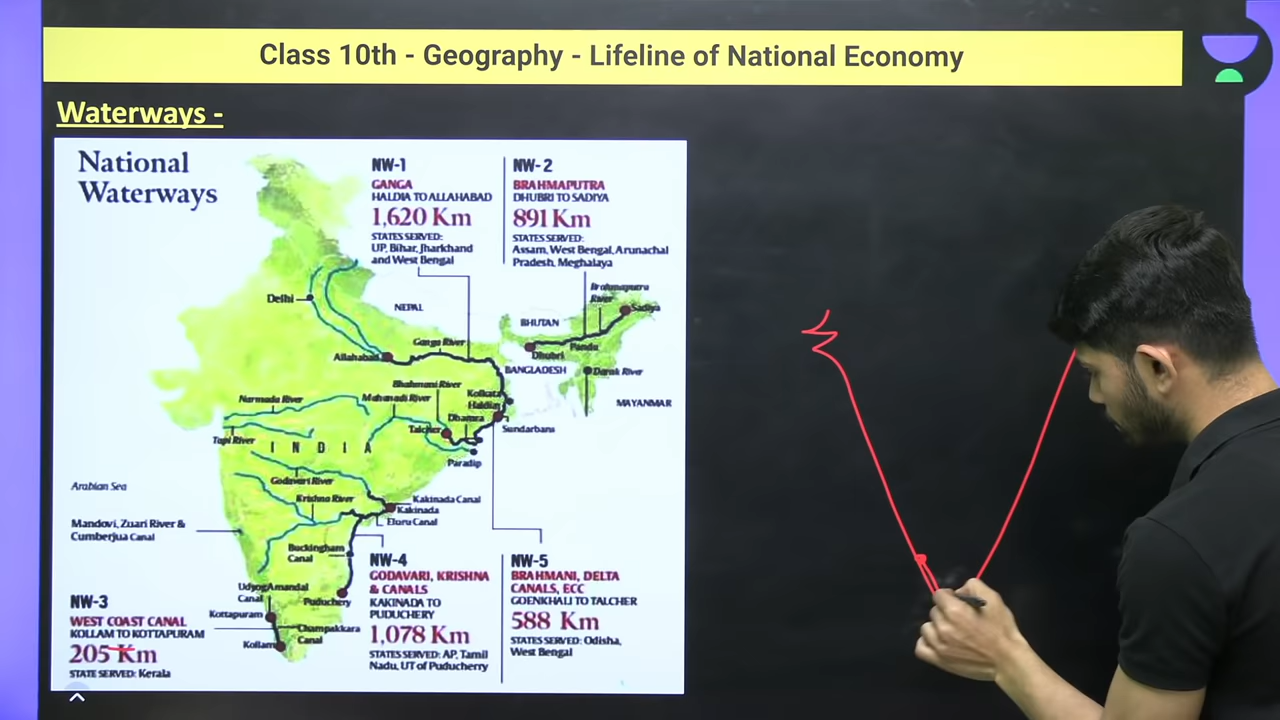 Class 10th - Geography - Lifeline of National Economy
Waterways -
National
Waterways
NW-1
GANGA
HALDIA TO ALLAHABAD
1,620 Km
STATES SERVED:
UP, Bihar, Jharkhand
and West Bengal
NW-2
BRAHMAPUTRA
DHUBRI TO SADIYA
891 Km
STATES SERVED:
Assam, West Bengal, Arunachal
Pradesh, Meghalaya
Delhi
NEPAL
Brahmaputra
River
Sadiya
BHUTAN
Pandu
Dhubri
Ganga River
Allahabad
BANGLADESH
Barak River
Bhahmani River
Mahanadi River
Kolkata
Haldia
MAYANMAR
Narmada River
Dhamra
Talcher
Sundarbans
Tapi River
INDIA
Paradip
Godavari River
Arabian Sea
Krishna River
Kakinada Canal
Kakinada
Eluru Canal
Mandovi, Zuari River &
Cumberjua Canal
Buckingham
Canal
NW-4
GODAVARI, KRISHNA
& CANALS
KAKINADA TO
PUDUCHERY
1,078 Km
STATES SERVED: AP, Tamil
Nadu, UT of Puducherry
NW-5
BRAHMANI, DELTA
CANALS, ECC
GOENKHALI TO TALCHER
588 Km
STATES SERVED: Odisha,
West Bengal
UdyogAmandal
Canal
Puduchery
Kottapuram
Champakkara
Canal
Kollam
NW-3
WEST COAST CANAL
KOLLAM TO KOTTAPURAM
205 Km
STATE SERVED: Kerala